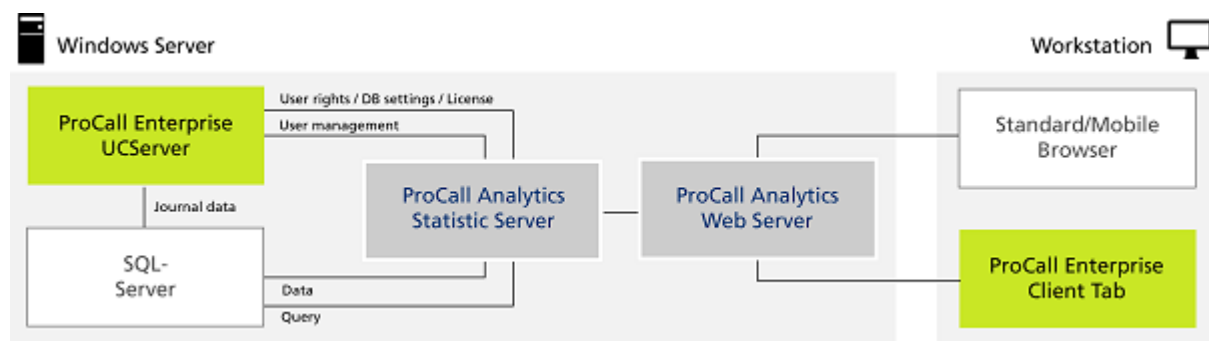 Windows Server
Workstation
ProCall Enterprise
UCServer
User rights / DB settings / License
User management
Journal data
SQL-
Server
Data
Query
ProCall Analytics
Statistic Server
ProCall Analytics
Web Server
Standard/Mobile
Browser
ProCall Enterprise
Client Tab